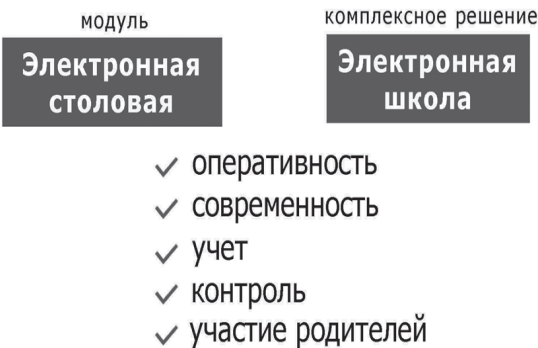 модуль
Электронная
столовая
комплексное решение
Электронная
школа
оперативность
современность
учет
контроль
участие родителей